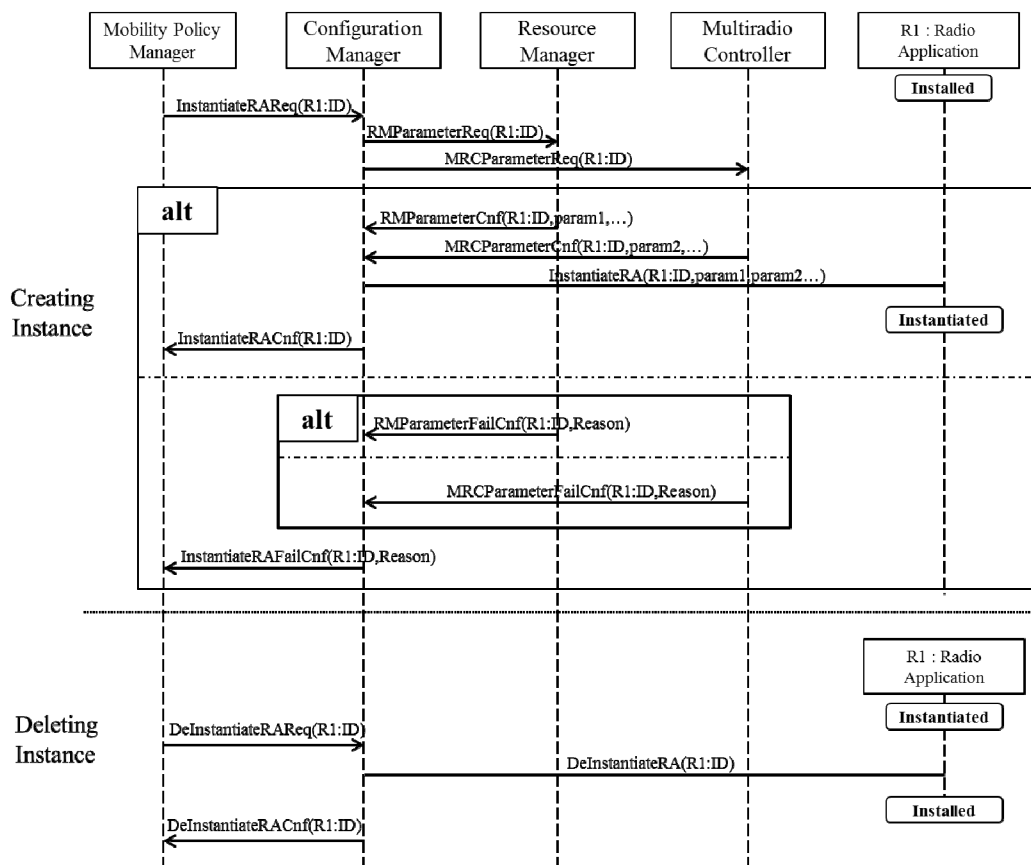 Mobility Policy
Manager
Configuration
Manager
Resource
Manager
Multiradio
Controller
R1 : Radio
Application
Installed
InstantiateRAReq(R1:ID)
RMParameterReq(R1:ID)
MRCParameterReq(R1:ID)
alt
RMParameterCnf(R1:ID,param1,…)
MRCParameterCnf(R1:ID,param2,…)
InstantiateRA(R1:ID,param1,param2…)
Creating
Instance
Instantiated
InstantiateRACnf(R1:ID)
alt
RMParameterFailCnf(R1:ID,Reason)
MRCParameterFailCnf(R1:ID,Reason)
InstantiateRAFailCnf(R1:ID,Reason)
R1 : Radio
Application
Instantiated
Deleting
Instance
DeInstantiateRAReq(R1:ID)
DeInstantiateRA(R1:ID)
Installed
DeInstantiateRACnf(R1:ID)